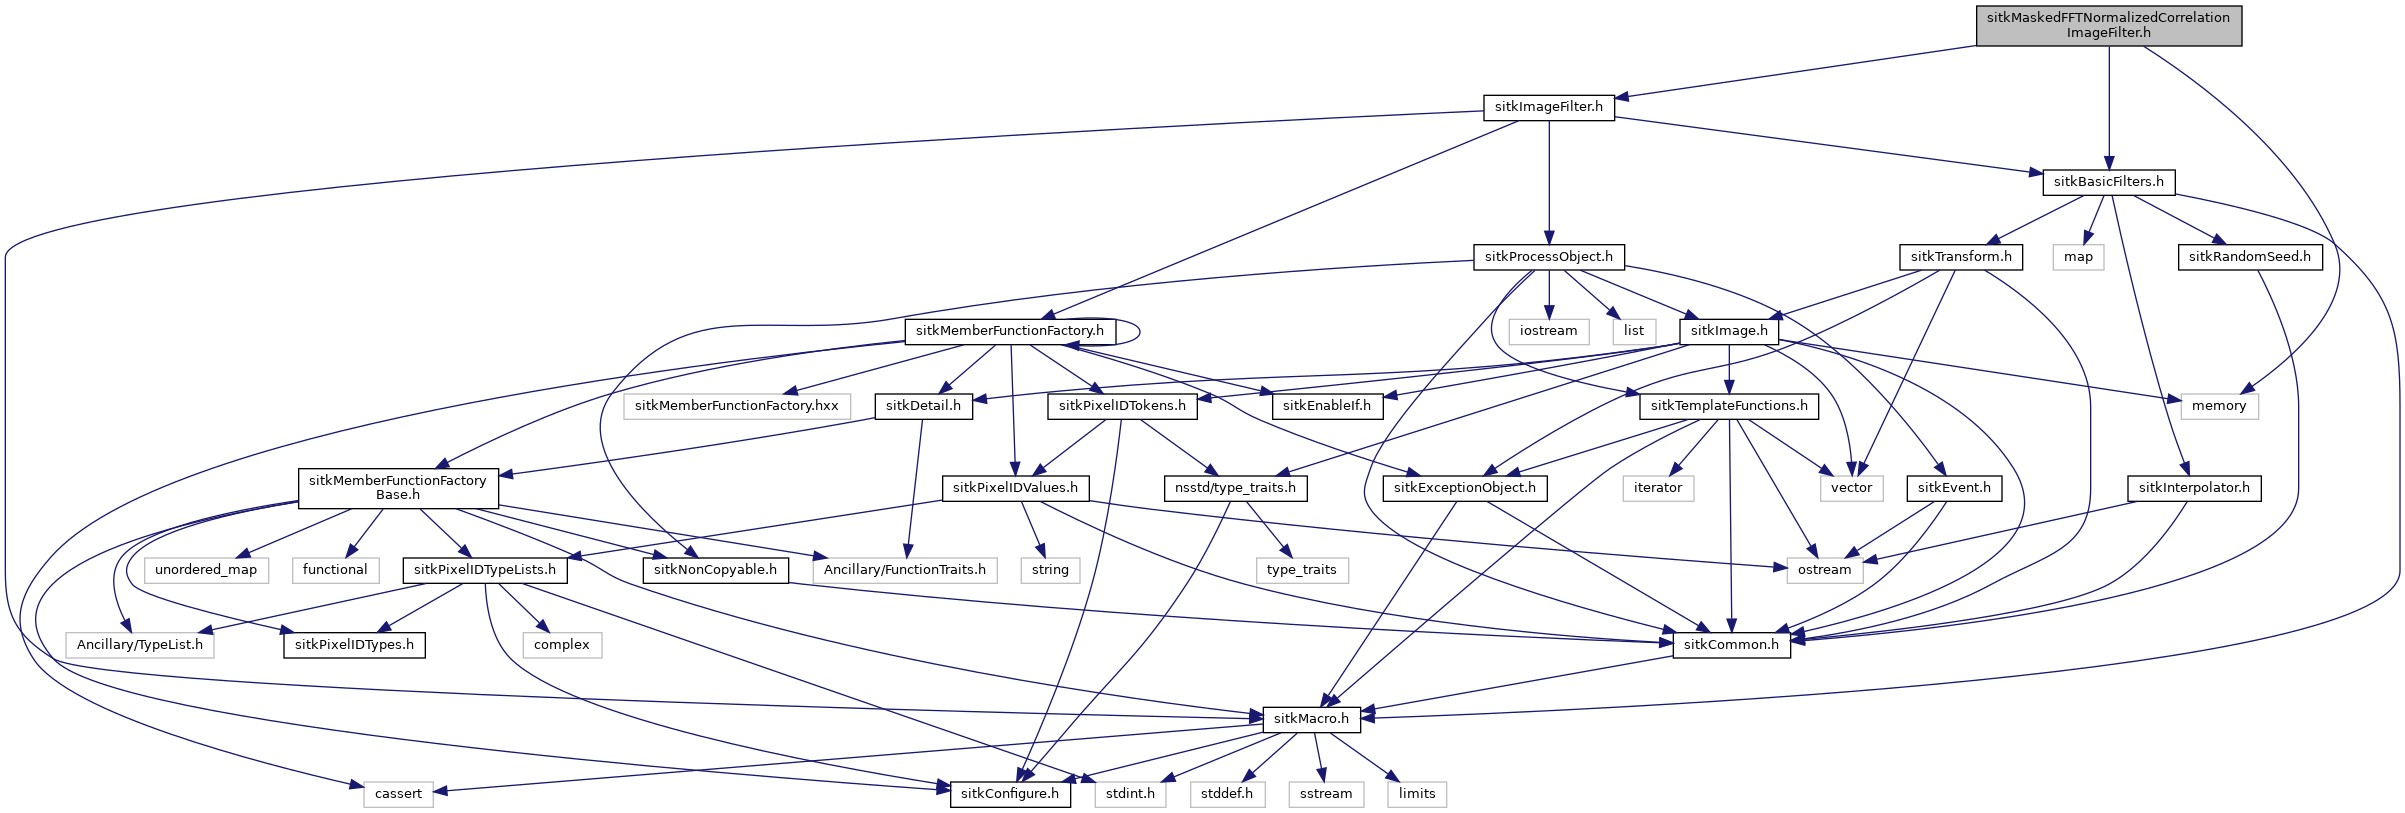 sitkMaskedFFTNormalizedCorrelation
ImageFilter.h
sitkImageFilter.h
sitkBasicFilters.h
sitkProcessObject.h
sitkTransform.h
map
sitkRandomSeed.h
sitkMemberFunctionFactory.h
iostream
list
sitkImage.h
sitkMemberFunctionFactory.hxx
sitkDetail.h
sitkPixelIDTokens.h
sitkEnableIf.h
sitkTemplateFunctions.h
memory
sitkMemberFunctionFactory
Base.h
sitkPixelIDValues.h
nsstd/type_traits.h
sitkExceptionObject.h
iterator
vector
sitkEvent.h
sitkInterpolator.h
unordered_map
functional
sitkPixelIDTypeLists.h
sitkNonCopyable.h
Ancillary/FunctionTraits.h
string
type_traits
ostream
Ancillary/TypeList.h
sitkPixelIDTypes.h
complex
sitkCommon.h
sitkMacro.h
cassert
sitkConfigure.h
stdint.h
stddef.h
sstream
limits